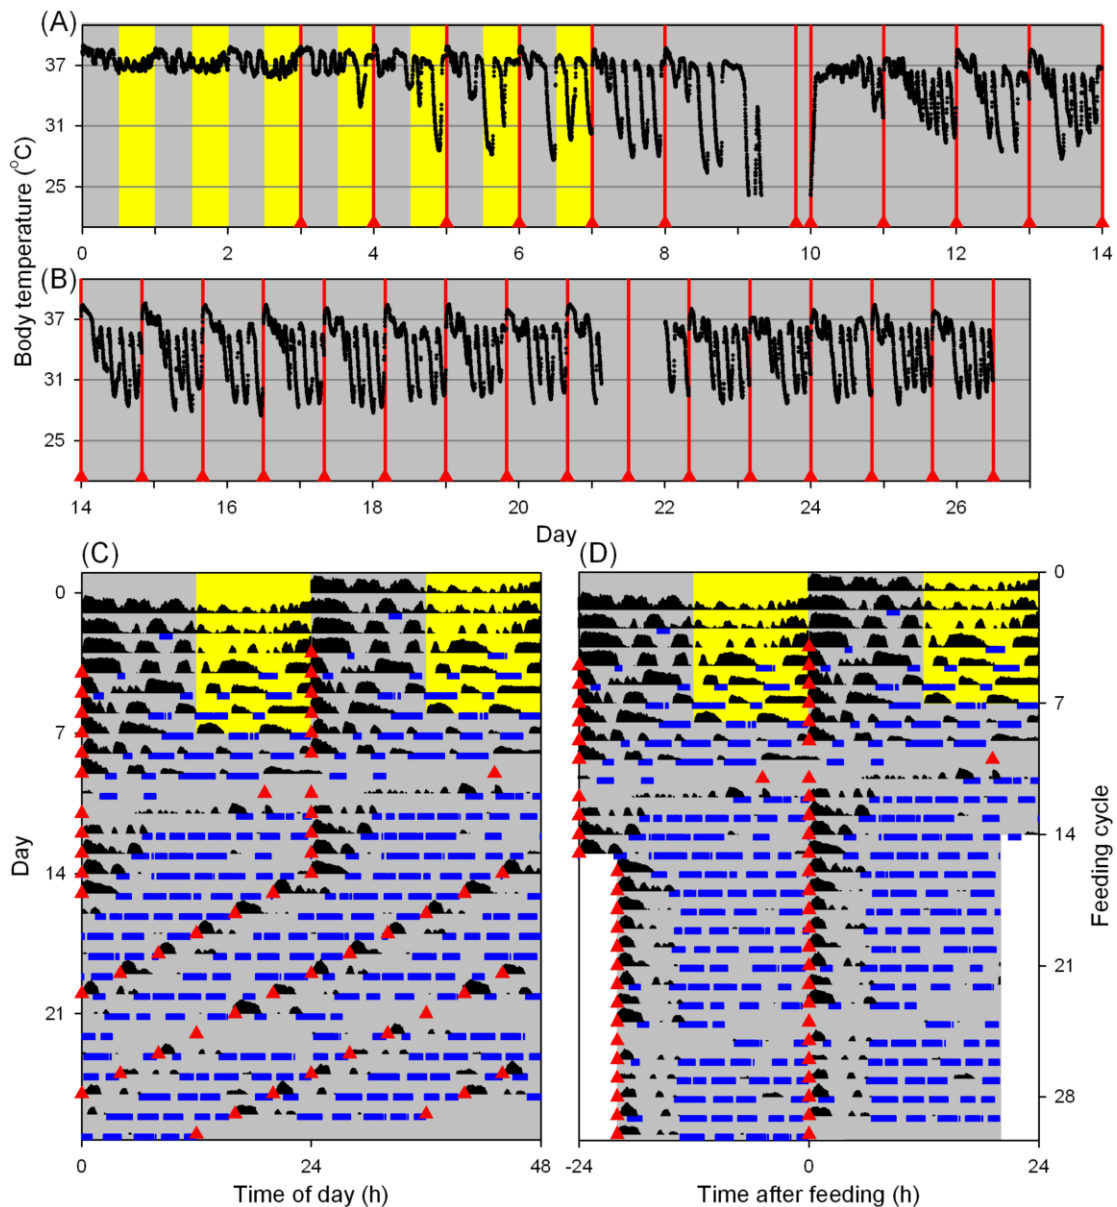 (A)
37
31
25
0 2 4 6 8 10 12 14
(B)
Body temperature (°C)
37
31
25
14 16 18 20 22 24 26
Day
(C)
(D)
0
7
14
21
Day
0 24 48
Time of day (h)
0
7
14
21
28
Feeding cycle
-24 0 24
Time after feeding (h)